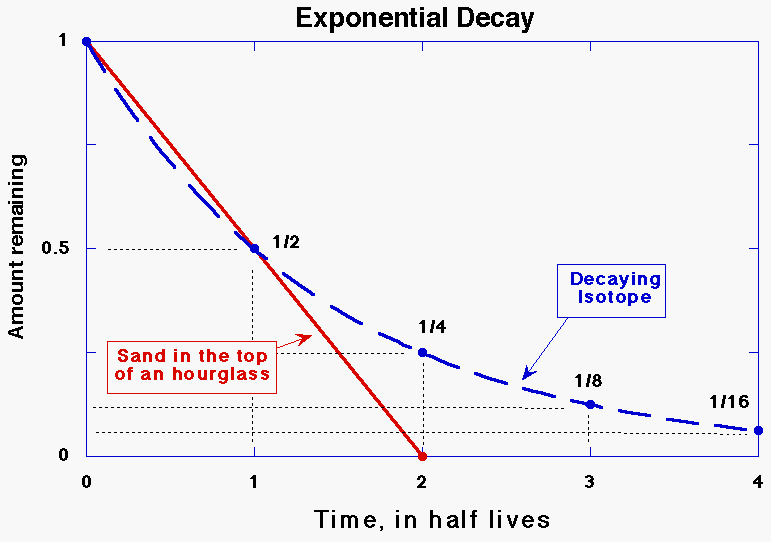 Exponential Decay
1
Amount remaining
0.5
1/2
Decaying
Isotope
1/4
Sand in the top
of an hourglass
1/8
1/16
0
0
1
2
3
4
Time, in half lives